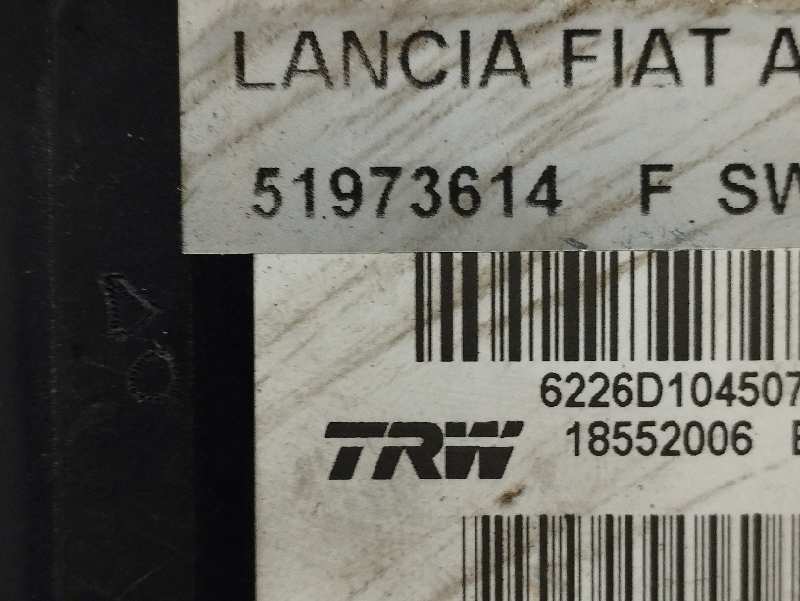 LANCIA FIAT A
51973614 F SW
6226D104507
TRW 18552006